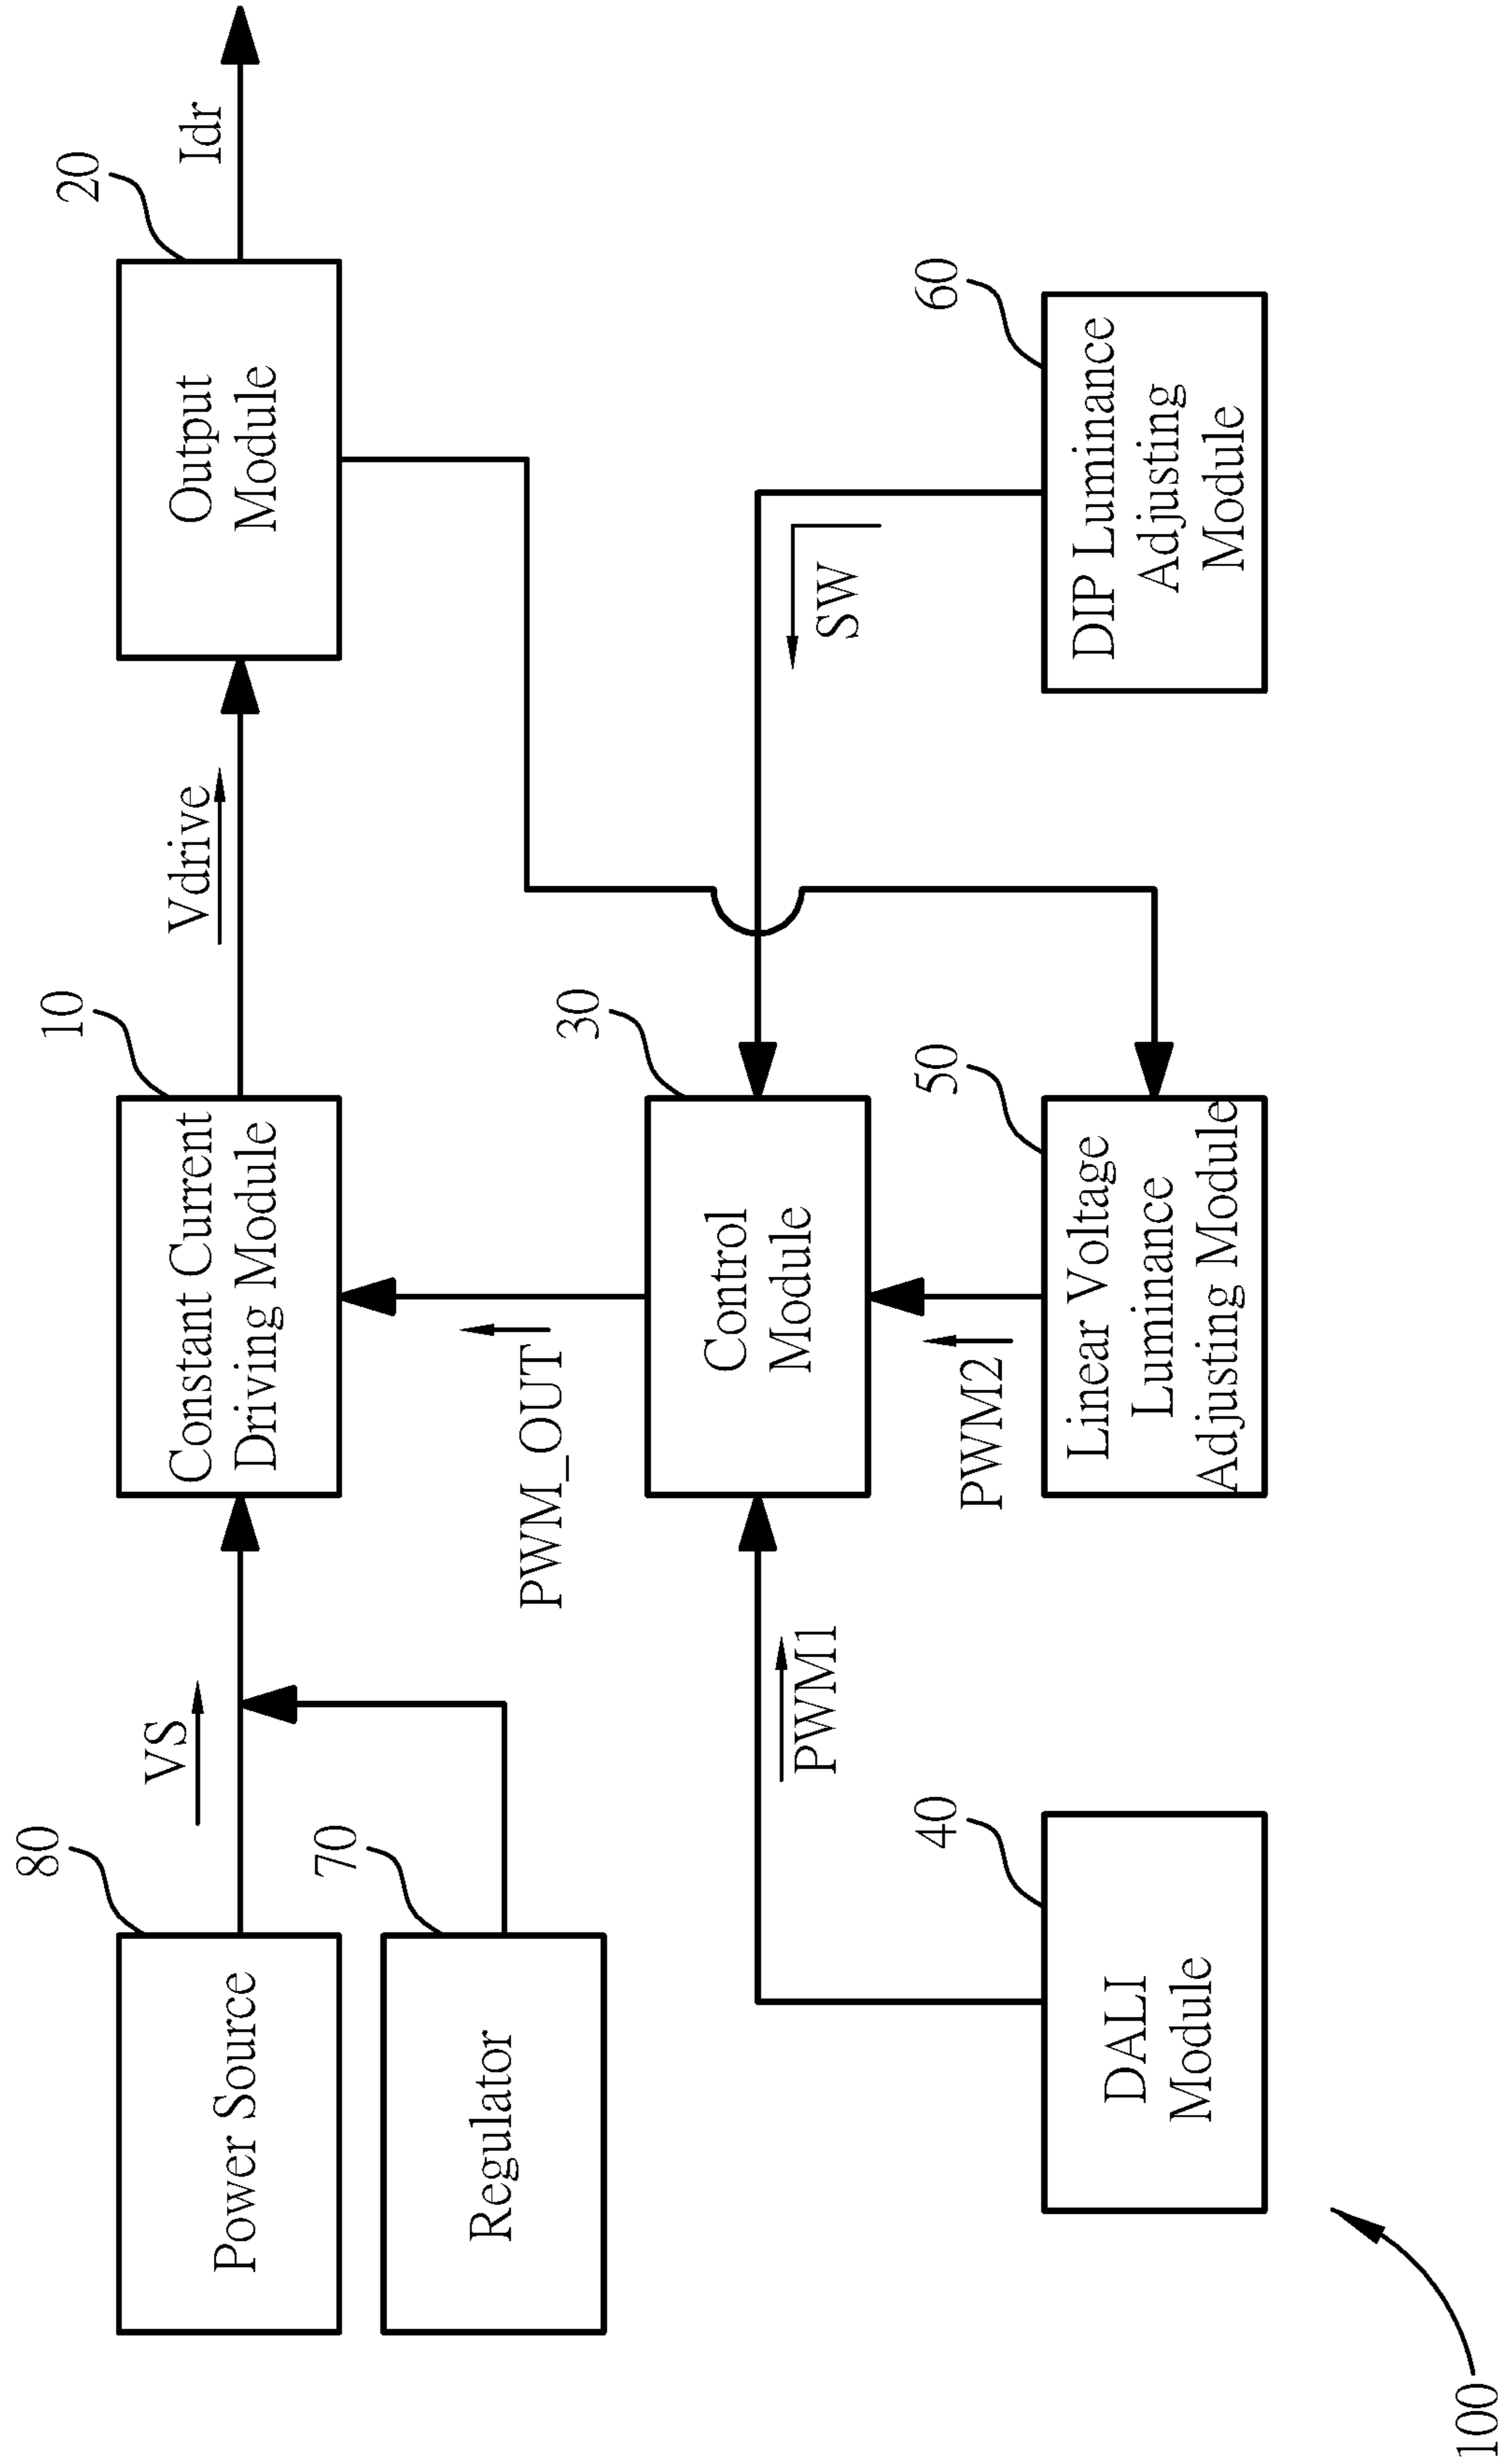 80
VS
10
Vdrive
20
Idr
Power Source
Constant Current
Driving Module
Output
Module
70
Regulator
PWM_OUT
30
SW
PWM1
Control
Module
40
PWM2
50
60
DALI
Module
Linear Voltage
Luminance
Adjusting Module
DIP Luminance
Adjusting
Module
100